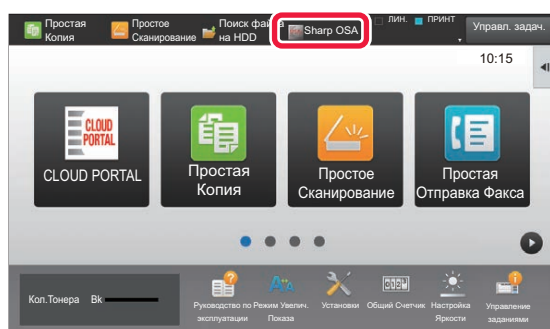 Простая Копия
Простое Сканирование
Поиск файла на HDD
Sharp OSA
ЛИН.
ПРИНТ
Управл. задач.
10:15
CLOUD PORTAL
CLOUD PORTAL
Простая Копия
Простое Сканирование
Простая Отправка Факса
Кол.Тонера Bk
Руководство по эксплуатации
Режим Увелич. Показа
Установки
Общий Счетчик
Настройка Яркости
Управление заданиями